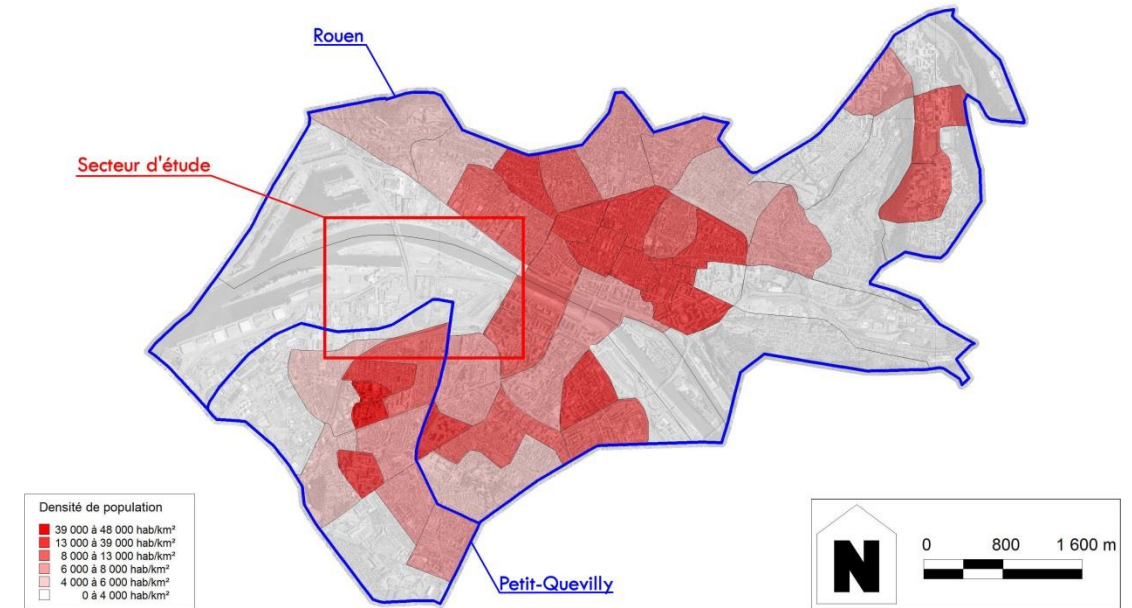 Rouen
Secteur d'étude
Densité de population
39 000 à 48 000 hab/km²
13 000 à 39 000 hab/km²
8 000 à 13 000 hab/km²
6 000 à 8 000 hab/km²
4 000 à 6 000 hab/km²
0 à 4 000 hab/km²
Petit-Quevilly
N
0 800 1 600 m